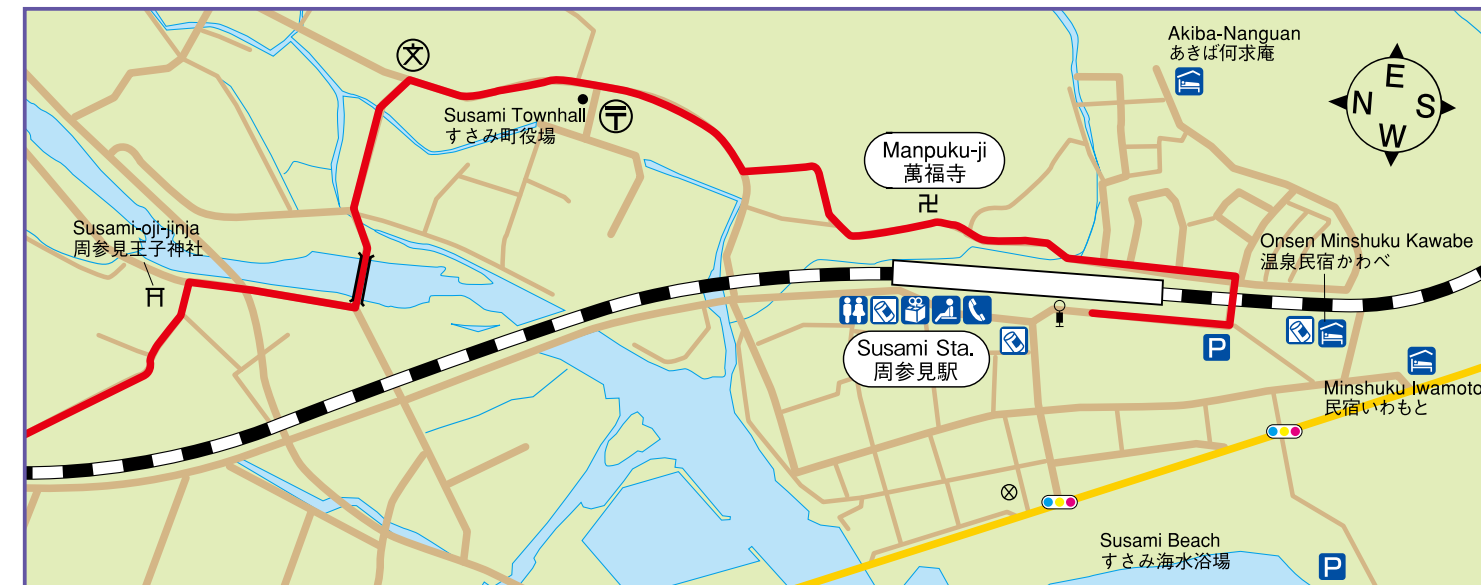 Akiba-Nanguan
あきば何求庵
E
N S
W
文
Susami Townhall
すさみ町役場
〒
Manpuku-ji
萬福寺
卍
Susami-oji-jinja
周参見王子神社
Onsen Minshuku Kawabe
温泉民宿かわべ
Susami Sta.
周参見駅
P
Minshuku Iwamoto
民宿いわもと
Susami Beach
すさみ海水浴場
P